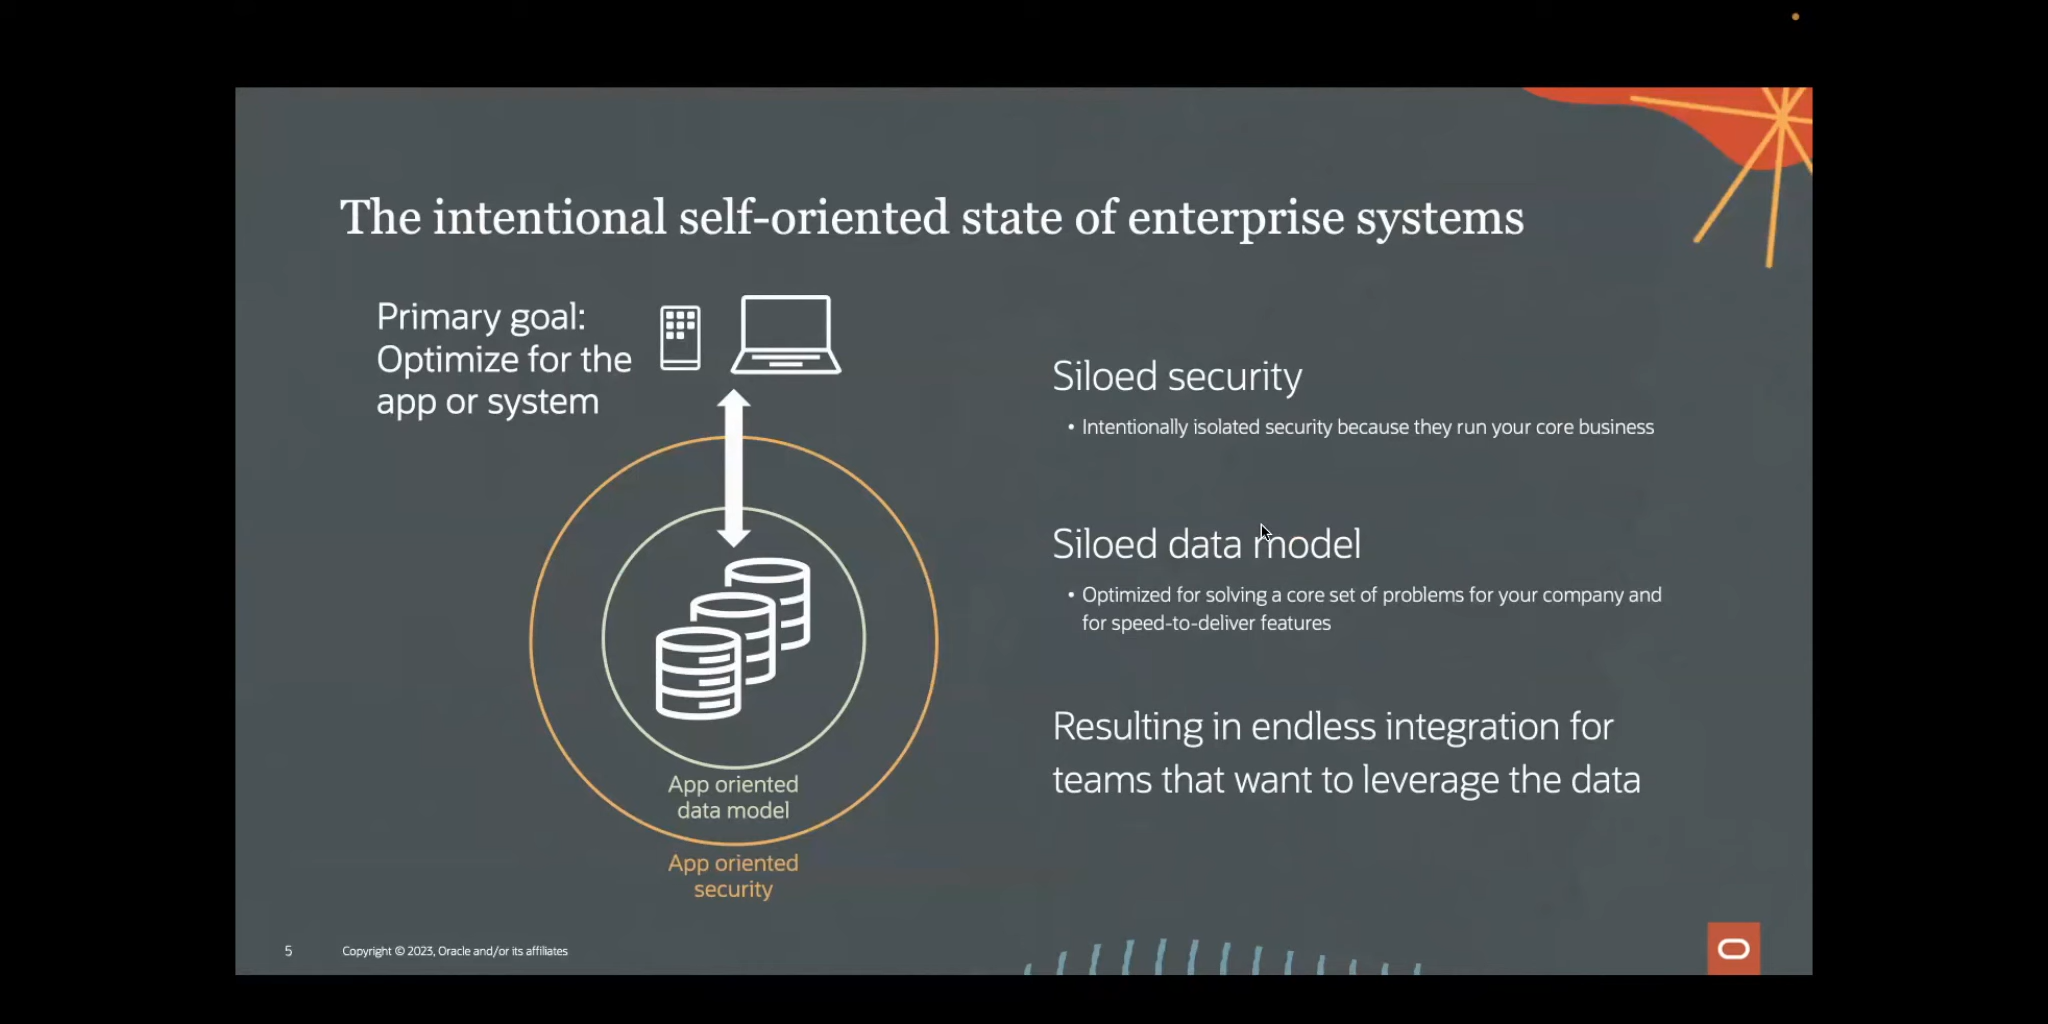 The intentional self-oriented state of enterprise systems
Primary goal:
Optimize for the
app or system
App oriented
data model
App oriented
security
Siloed security
• Intentionally isolated security because they run your core business
Siloed data model
• Optimized for solving a core set of problems for your company and
for speed-to-deliver features
Resulting in endless integration for
teams that want to leverage the data
5
Copyright © 2023, Oracle and/or its affiliates